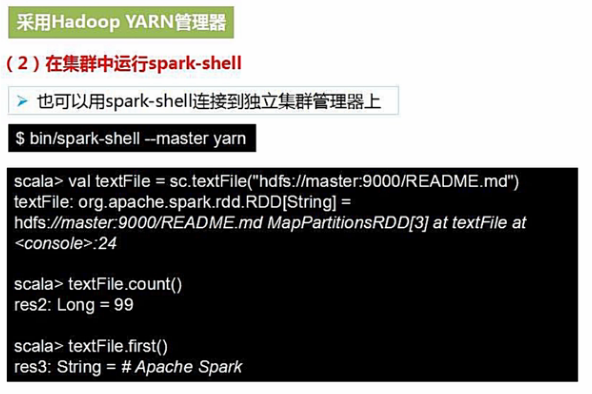 采用Hadoop YARN管理器
（2）在集群中运行spark-shell
➢ 也可以用spark-shell连接到独立集群管理器上
$ bin/spark-shell --master yarn
scala> val textFile = sc.textFile("hdfs://master:9000/README.md")
textFile: org.apache.spark.rdd.RDD[String] =
hdfs://master:9000/README.md MapPartitionsRDD[3] at textFile at
<console>:24
scala> textFile.count()
res2: Long = 99
scala> textFile.first()
res3: String = # Apache Spark